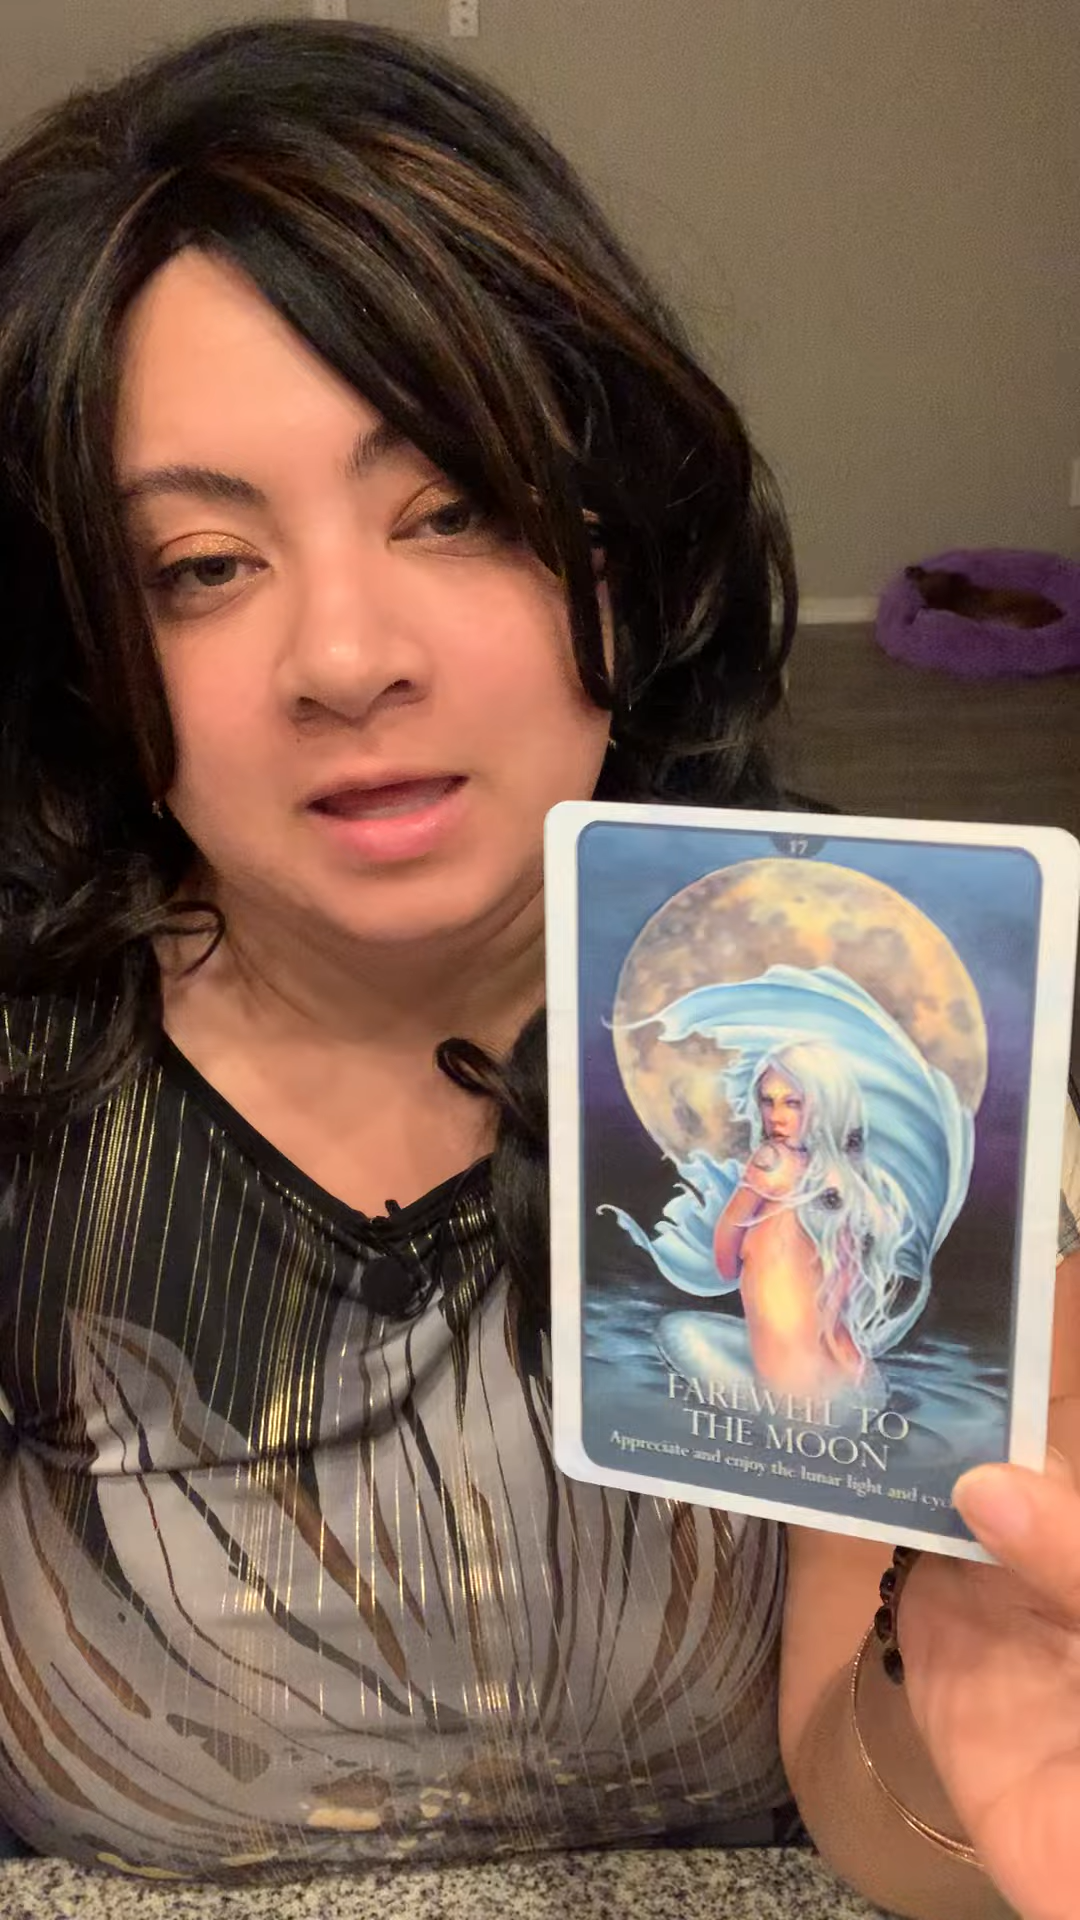 17
FAREWELL TO
THE MOON
Appreciate and enjoy the lunar light and